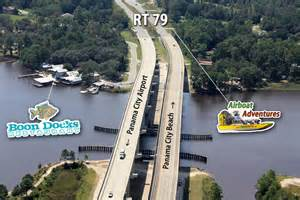 RT 79
Panama City Airport
Panama City Beach
Boon Docks
Airboat
Adventures